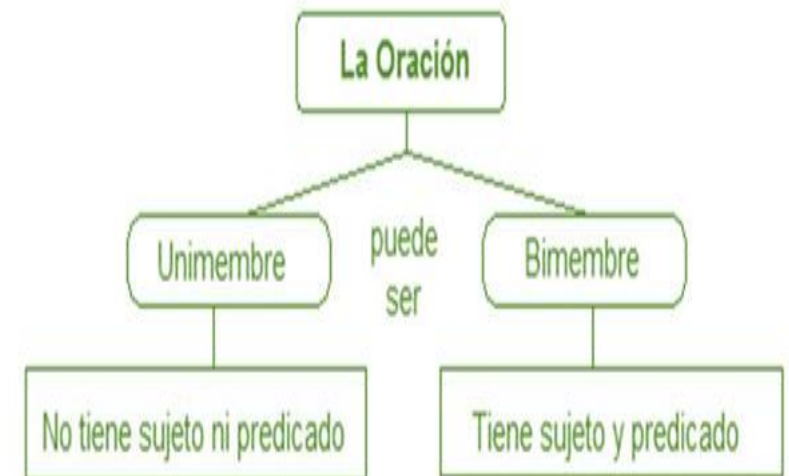 La Oración
Unimembre
puede
ser
Bimembre
No tiene sujeto ni predicado
Tiene sujeto y predicado